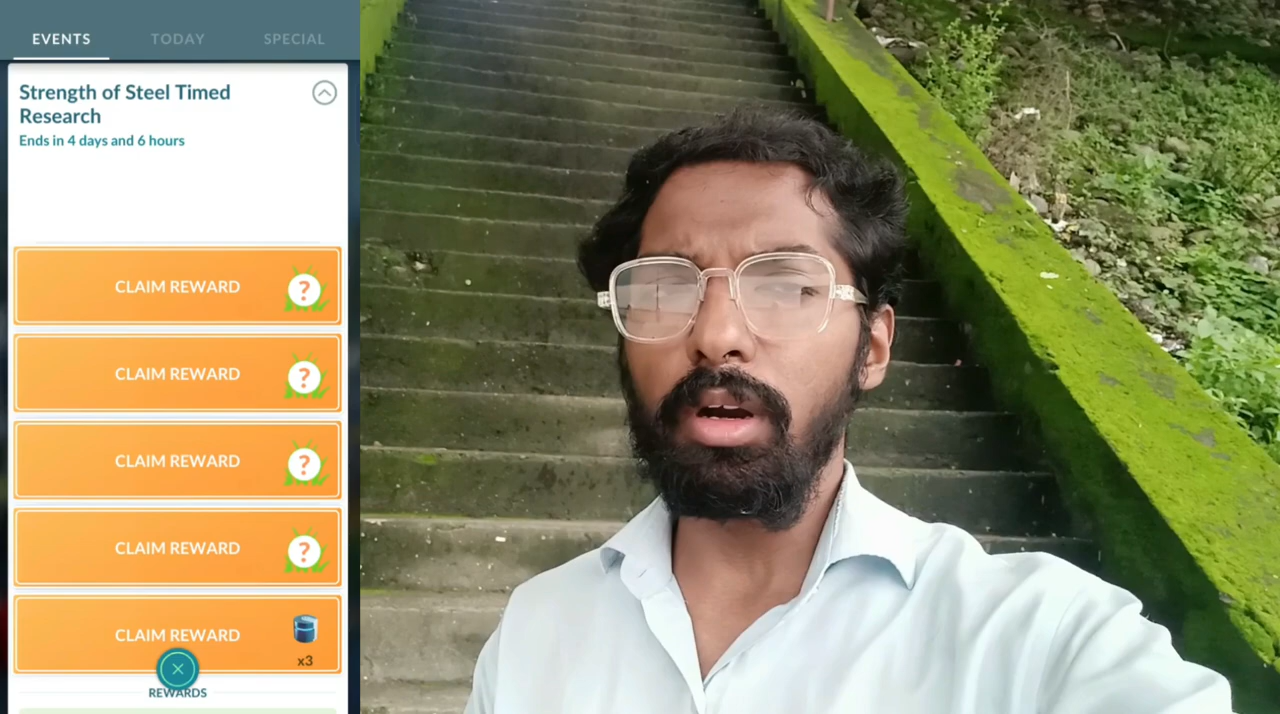 EVENTS TODAY SPECIAL
Strength of Steel Timed
Research
Ends in 4 days and 6 hours
CLAIM REWARD ?
CLAIM REWARD ?
CLAIM REWARD ?
CLAIM REWARD ?
CLAIM REWARD
x3
REWARDS